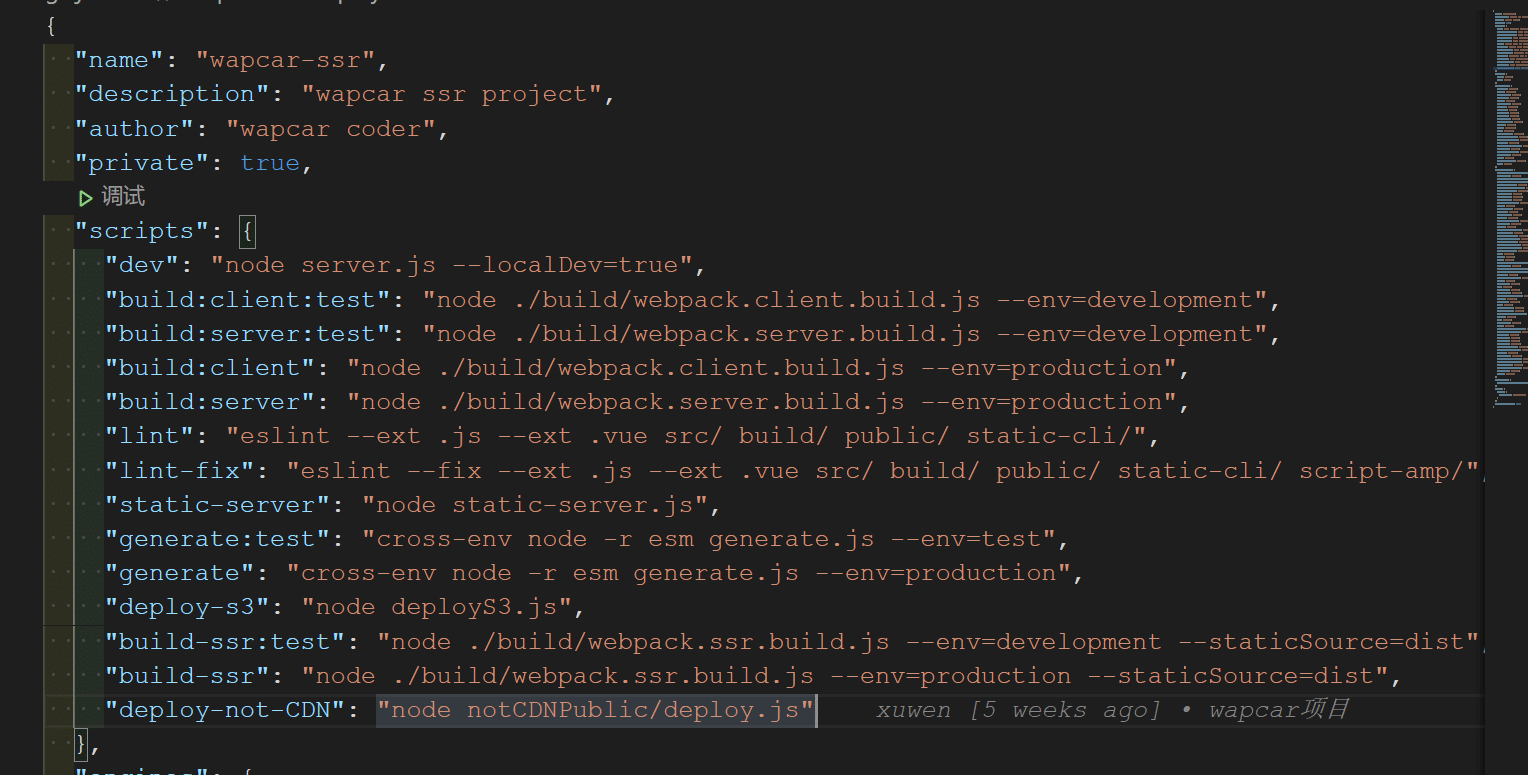 {
"name": "wapcar-ssr",
"description": "wapcar ssr project",
"author": "wapcar coder",
"private": true,
调试
"scripts": {
"dev": "node server.js --localDev=true",
"build:client:test": "node ./build/webpack.client.build.js --env=development",
"build:server:test": "node ./build/webpack.server.build.js --env=development",
"build:client": "node ./build/webpack.client.build.js --env=production",
"build:server": "node ./build/webpack.server.build.js --env=production",
"lint": "eslint --ext .js --ext .vue src/ build/ public/ static-cli/",
"lint-fix": "eslint --fix --ext .js --ext .vue src/ build/ public/ static-cli/ script-amp/",
"static-server": "node static-server.js",
"generate:test": "cross-env node -r esm generate.js --env=test",
"generate": "cross-env node -r esm generate.js --env=production",
"deploy-s3": "node deployS3.js",
"build-ssr:test": "node ./build/webpack.ssr.build.js --env=development --staticSource=dist",
"build-ssr": "node ./build/webpack.ssr.build.js --env=production --staticSource=dist",
"deploy-not-CDN": "node notCDNPublic/deploy.js" xuwen [5 weeks ago] • wapcar项目
},